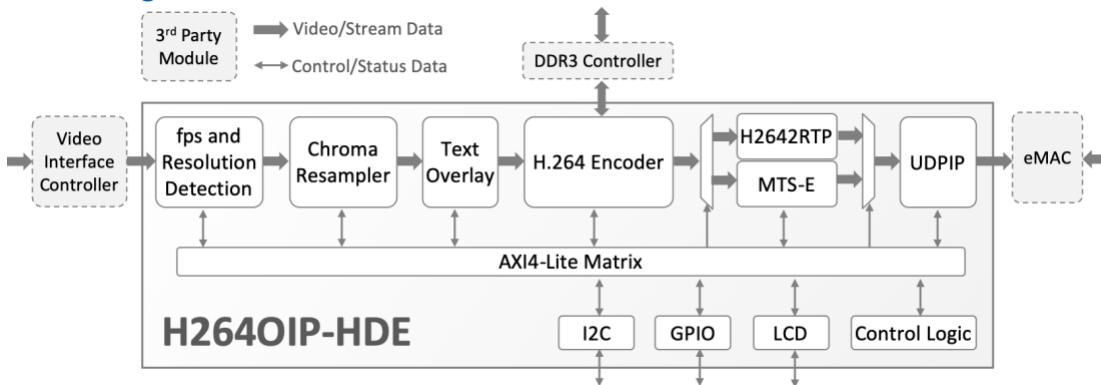 3rd Party
Module
Video/Stream Data
Control/Status Data
DDR3 Controller
Video
Interface
Controller
fps and
Resolution
Detection
Chroma
Resampler
Text
Overlay
H.264 Encoder
H2642RTP
MTS-E
UDPIP
eMAC
AXI4-Lite Matrix
H264OIP-HDE
I2C
GPIO
LCD
Control Logic